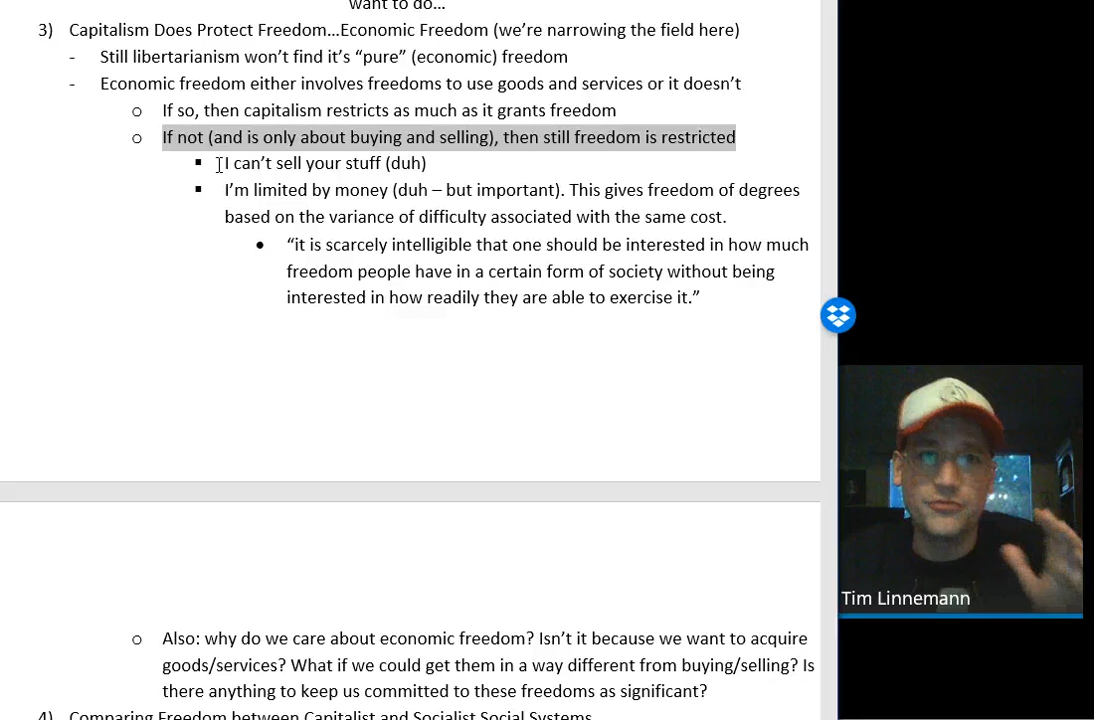 want to do...
3) Capitalism Does Protect Freedom...Economic Freedom (we're narrowing the field here)
- Still libertarianism won't find it's "pure" (economic) freedom
- Economic freedom either involves freedoms to use goods and services or it doesn't
o If so, then capitalism restricts as much as it grants freedom
o If not (and is only about buying and selling), then still freedom is restricted
▪ I can't sell your stuff (duh)
▪ I'm limited by money (duh – but important). This gives freedom of degrees
based on the variance of difficulty associated with the same cost.
• "it is scarcely intelligible that one should be interested in how much
freedom people have in a certain form of society without being
interested in how readily they are able to exercise it."
Tim Linnemann
o Also: why do we care about economic freedom? Isn't it because we want to acquire
goods/services? What if we could get them in a way different from buying/selling? Is
there anything to keep us committed to these freedoms as significant?
4) Comparing Freedom between Capitalist and Socialist Social Systems